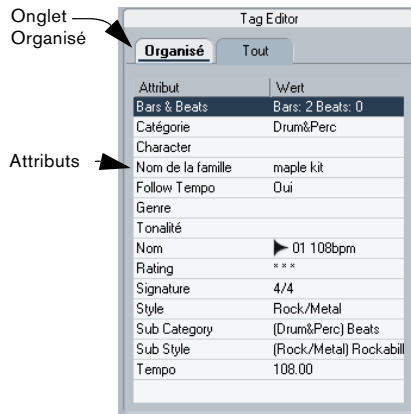 Onglet
Organisé
Tag Editor
Organisé Tout
Attribut Wert
Bars & Beats Bars: 2 Beats: 0
Catégorie Drum&Perc
Character
Attributs
Nom de la famille maple kit
Follow Tempo Oui
Genre
Tonalité
Nom 01 108bpm
Rating * * *
Signature 4/4
Style Rock/Metal
Sub Category (Drum&Perc) Beats
Sub Style (Rock/Metal) Rockabill
Tempo 108.00